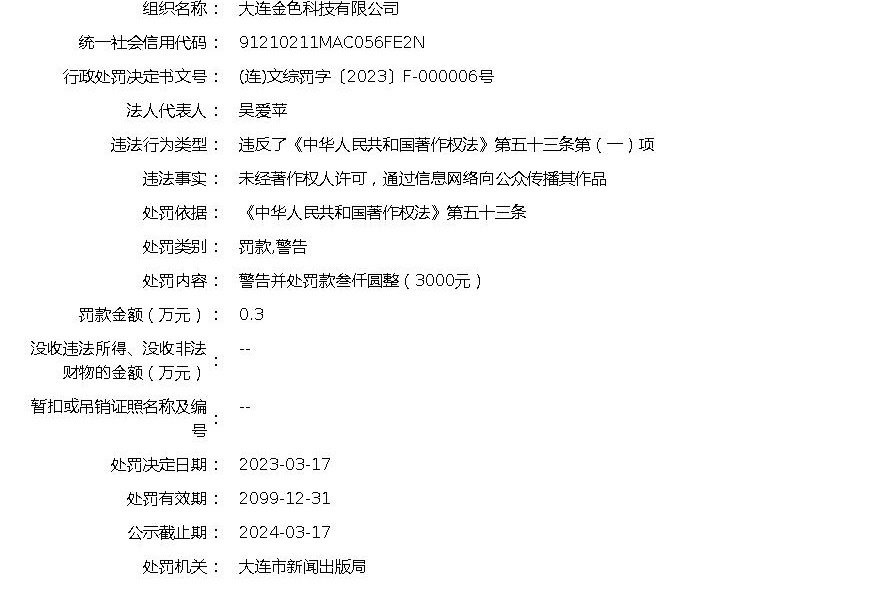 组织名称： 大连金色科技有限公司
统一社会信用代码： 91210211MAC056FE2N
行政处罚决定书文号： (连)文综罚字〔2023〕F-000006号
法人代表人： 吴爱苹
违法行为类型： 违反了《中华人民共和国著作权法》第五十三条第（一）项
违法事实： 未经著作权人许可，通过信息网络向公众传播其作品
处罚依据： 《中华人民共和国著作权法》第五十三条
处罚类别： 罚款,警告
处罚内容： 警告并处罚款叁仟圆整（3000元）
罚款金额（万元）： 0.3
没收违法所得、没收非法
财物的金额（万元）： --
暂扣或吊销证照名称及编
号： --
处罚决定日期： 2023-03-17
处罚有效期： 2099-12-31
公示截止期： 2024-03-17
处罚机关： 大连市新闻出版局